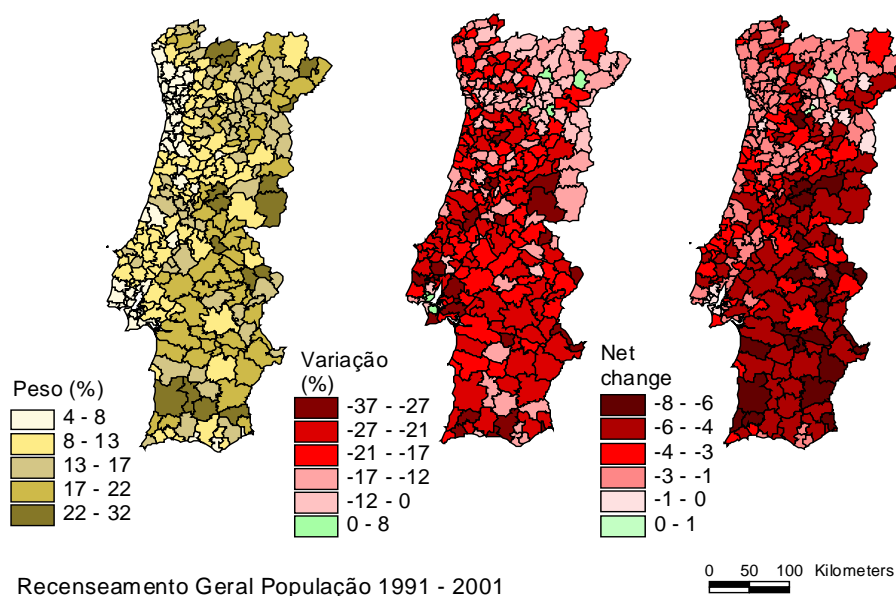 Peso (%)
4 - 8
8 - 13
13 - 17
17 - 22
22 - 32
Variação
(%)
-37 - -27
-27 - -21
-21 - -17
-17 - -12
-12 - 0
0 - 8
Net
change
-8 - -6
-6 - -4
-4 - -3
-3 - -1
-1 - 0
0 - 1
0 50 100 Kilometers
Recenseamento Geral População 1991 - 2001